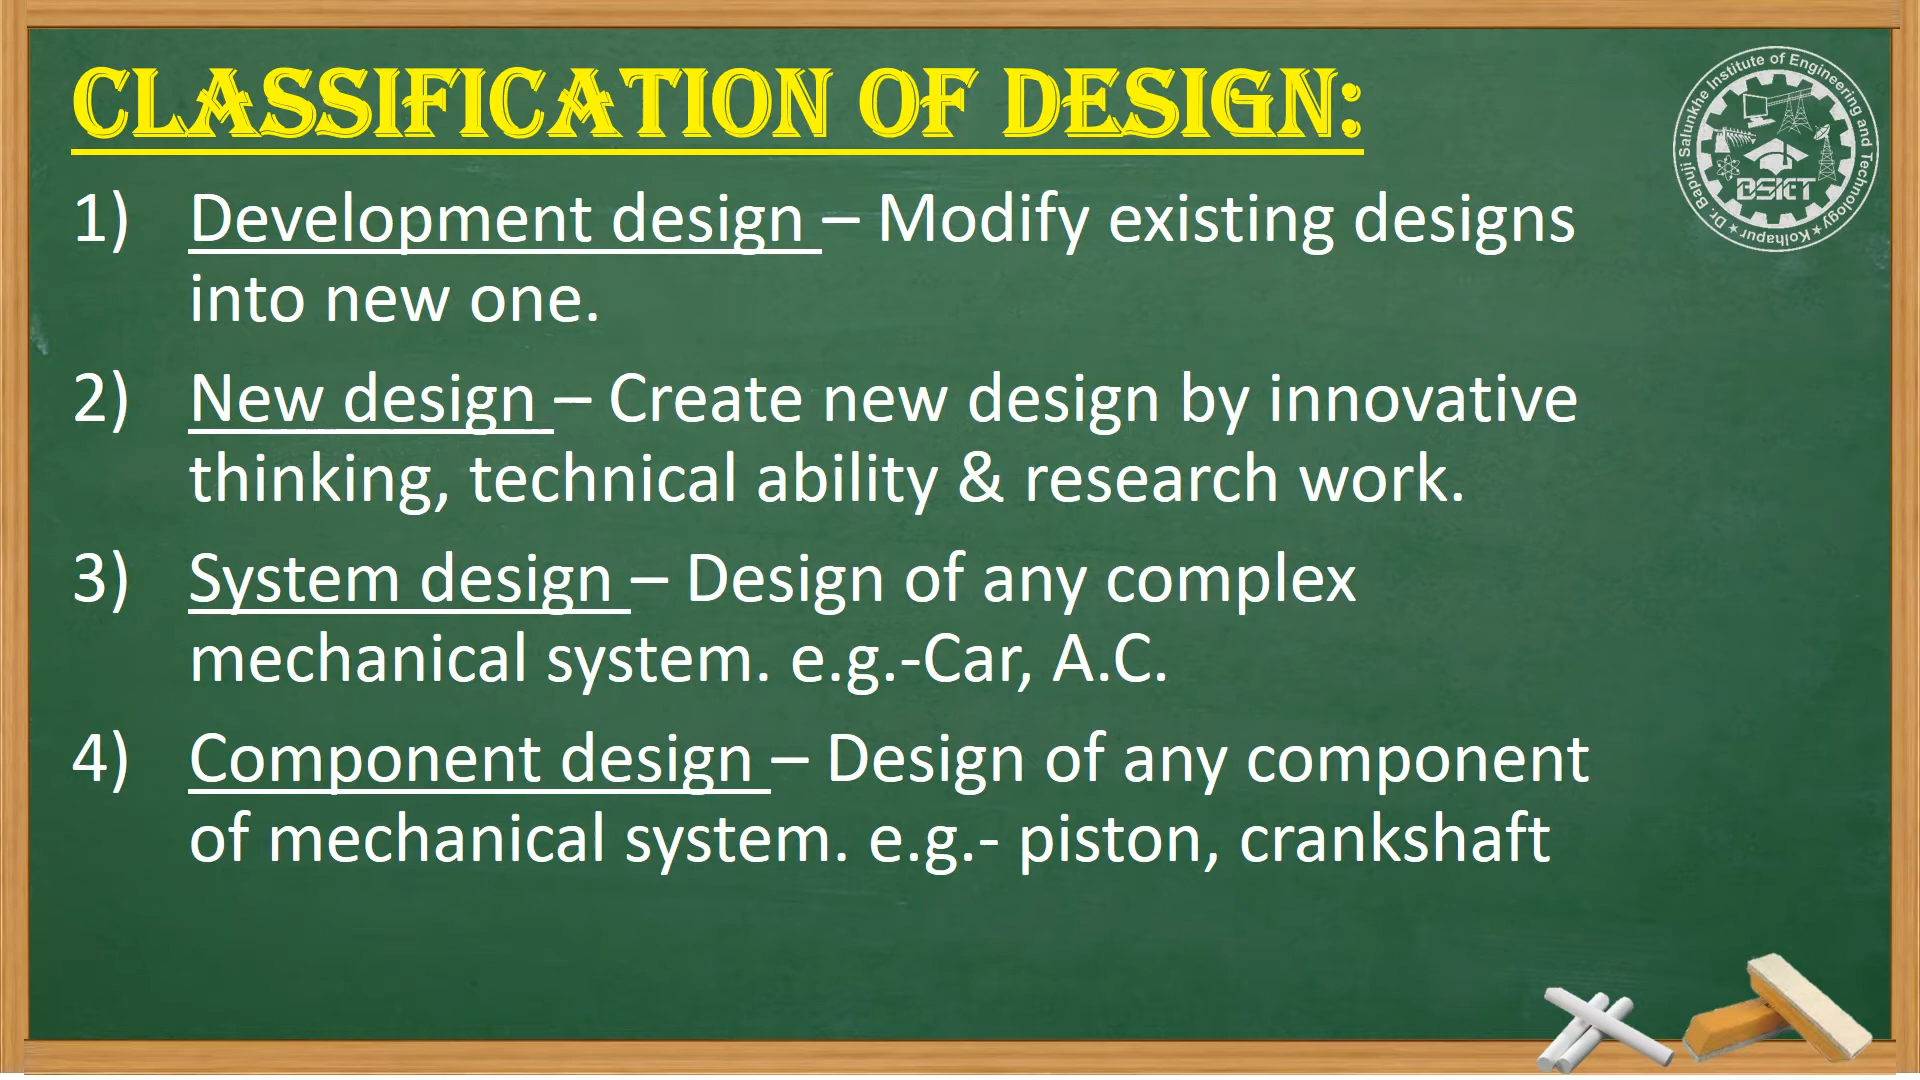 CLASSIFICATION OF DESIGN:
1) Development design – Modify existing designs
into new one.
2) New design – Create new design by innovative
thinking, technical ability & research work.
3) System design – Design of any complex
mechanical system. e.g.-Car, A.C.
4) Component design – Design of any component
of mechanical system. e.g.- piston, crankshaft
Dr. Bapuji Salunkhe Institute of Engineering and Technology
★ Kolhapur ★
BSIET